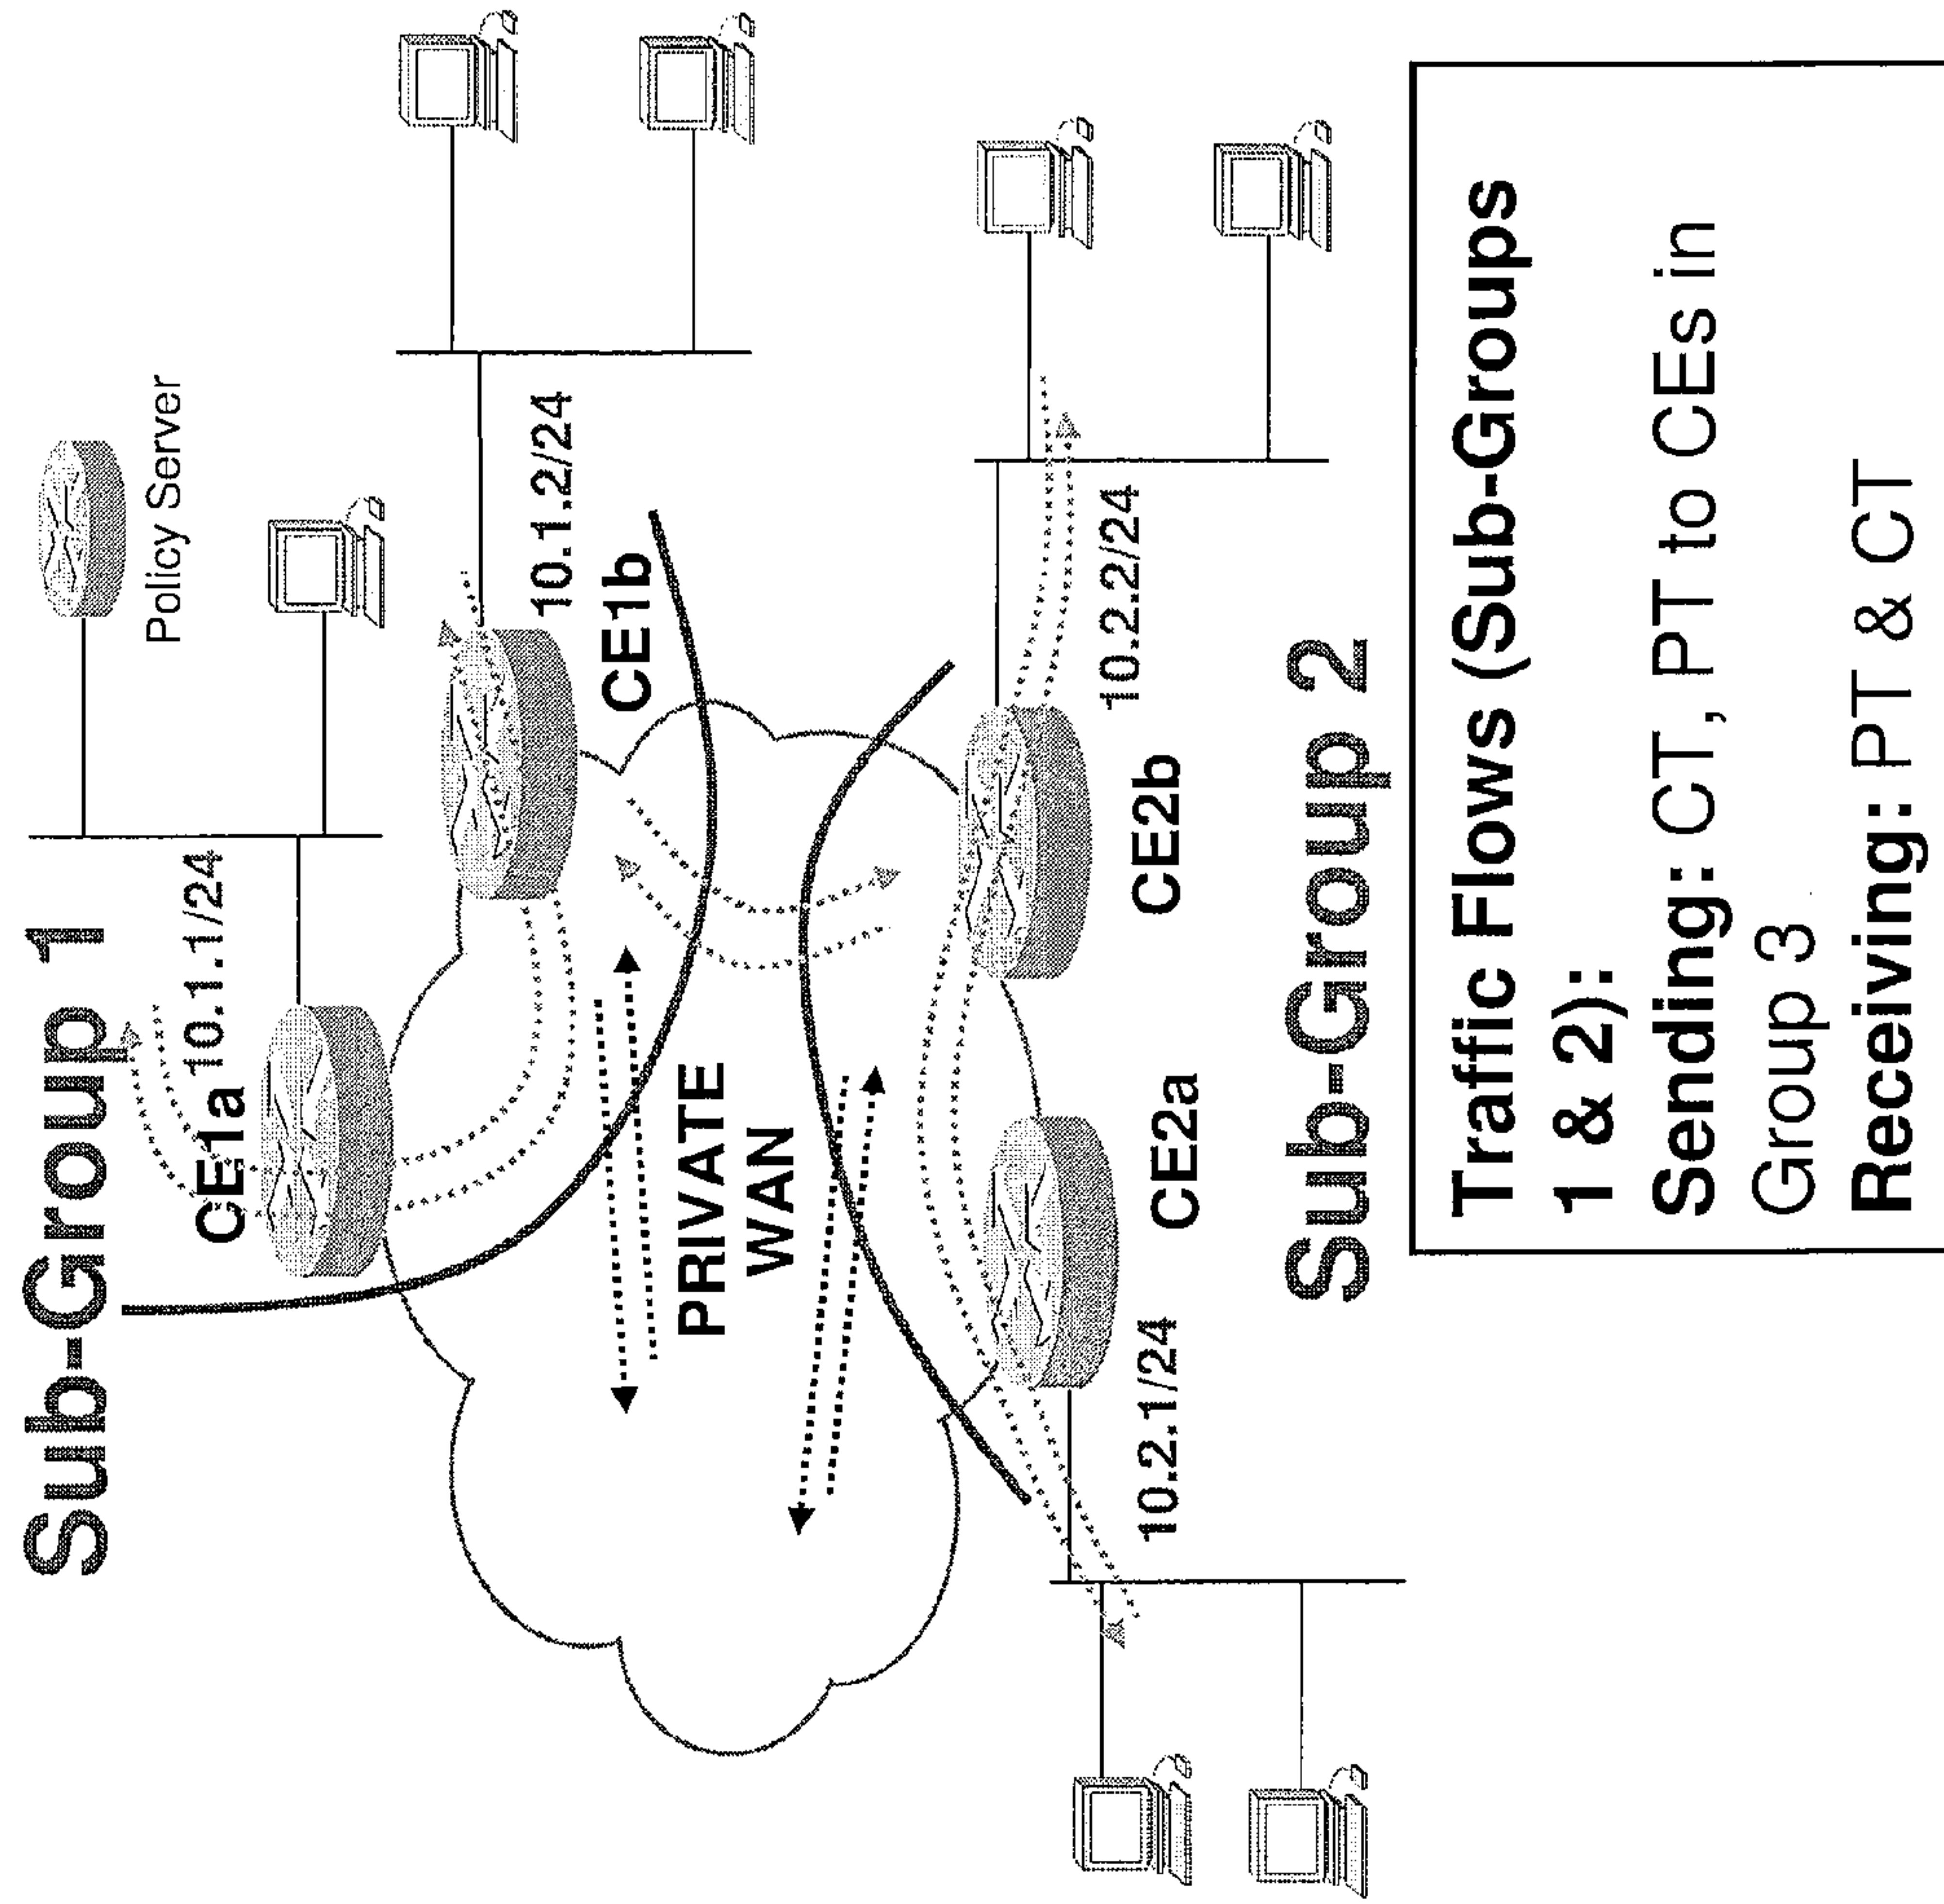 Sub-Group 1
Policy Server
CE1a
10.1.1/24
10.1.2/24
CE1b
PRIVATE
WAN
10.2.1/24
CE2a
CE2b
10.2.2/24
Sub-Group 2
Traffic Flows (Sub-Groups
1 & 2):
Sending: CT, PT to CEs in
Group 3
Receiving: PT & CT